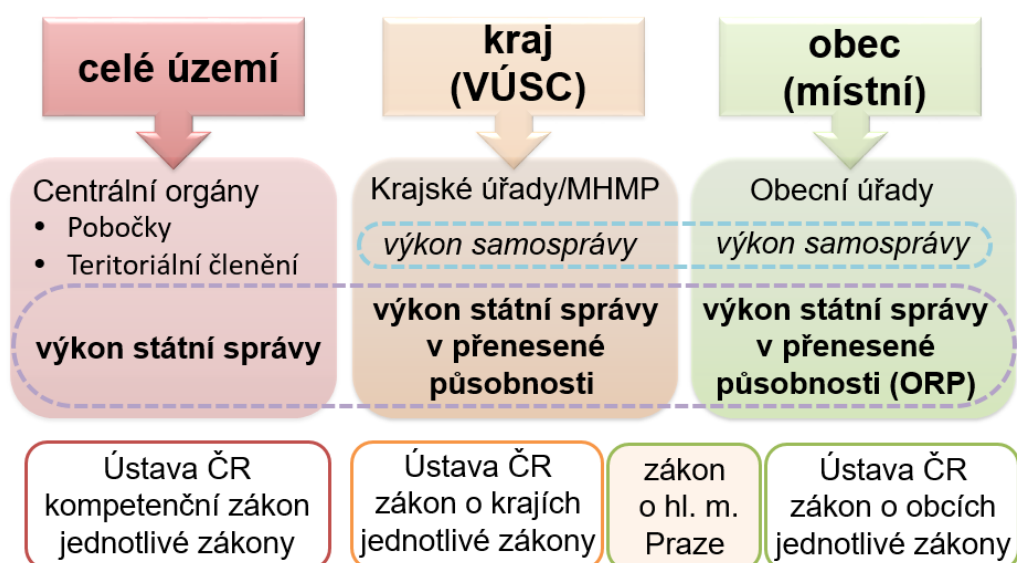 celé území
kraj
(VÚSC)
obec
(místní)
Centrální orgány
• Pobočky
• Teritoriální členění
výkon státní správy
Krajské úřady/MHMP
výkon samosprávy
výkon státní správy
v přenesené
působnosti
Obecní úřady
výkon samosprávy
výkon státní správy
v přenesené
působnosti (ORP)
Ústava ČR
kompetenční zákon
jednotlivé zákony
Ústava ČR
zákon o krajích
jednotlivé zákony
zákon
o hl. m.
Praze
Ústava ČR
zákon o obcích
jednotlivé zákony